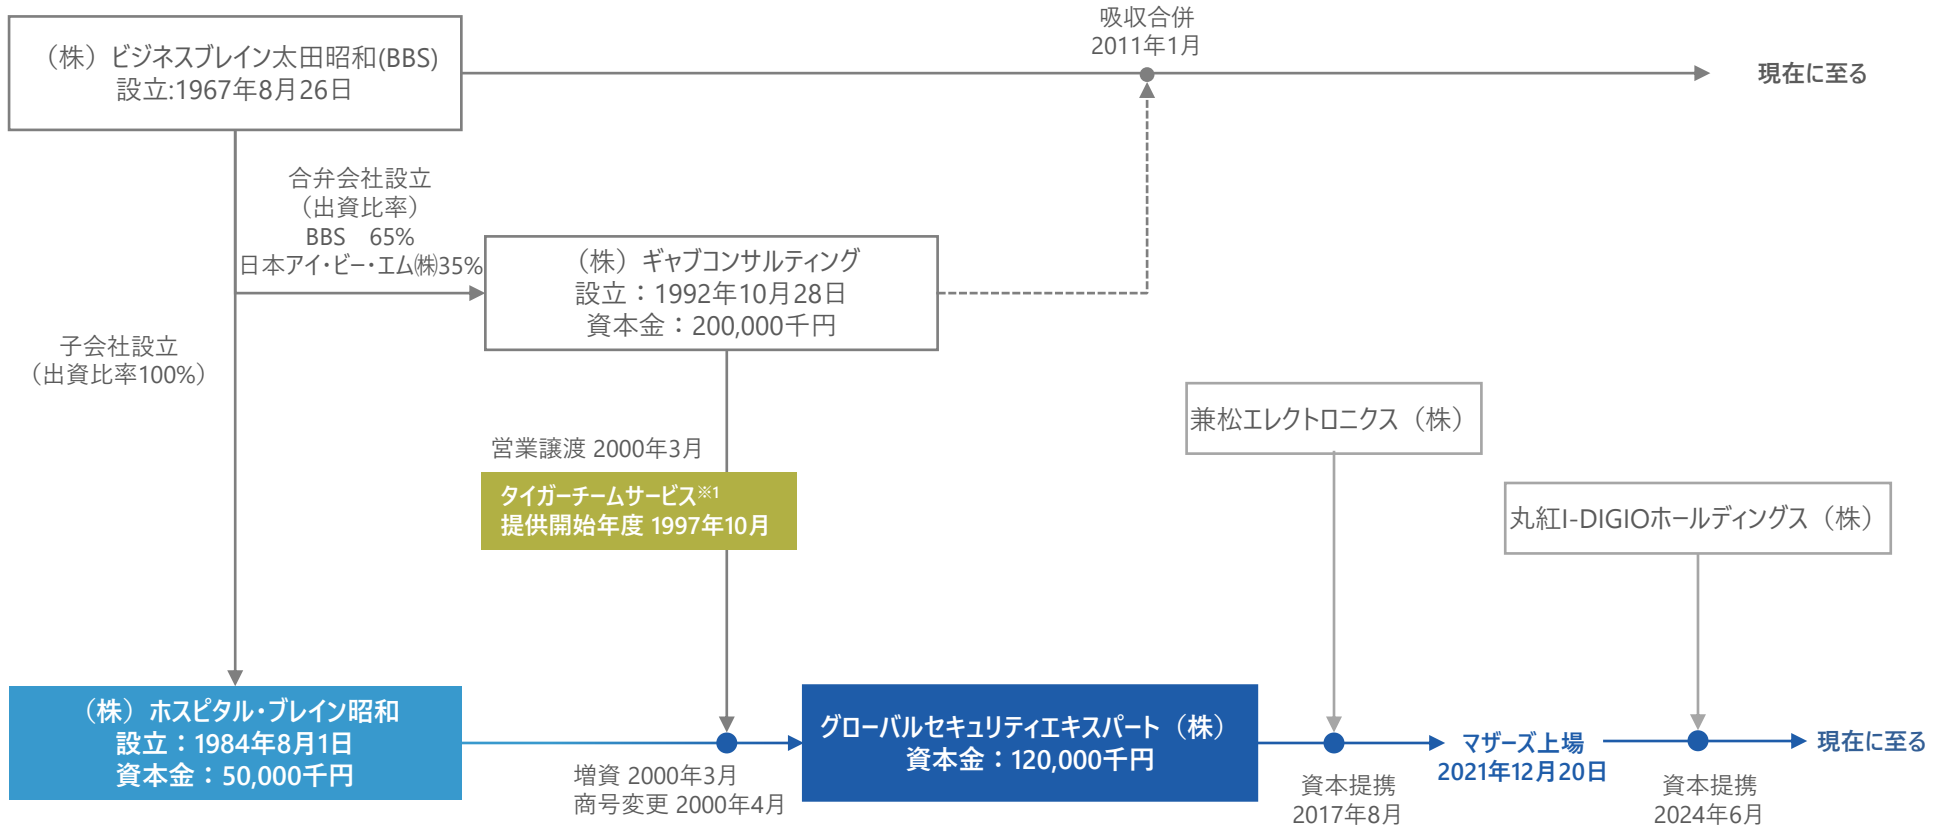 （株）ビジネスブレイン太田昭和(BBS)
設立:1967年8月26日
吸収合併
2011年1月
現在に至る
合弁会社設立
（出資比率）
BBS　65%
日本アイ・ビー・エム㈱35%
（株）ギャブコンサルティング
設立：1992年10月28日
資本金：200,000千円
子会社設立
（出資比率100%）
兼松エレクトロニクス（株）
営業譲渡 2000年3月
タイガーチームサービス※1
提供開始年度 1997年10月
丸紅I-DIGIOホールディングス（株）
（株）ホスピタル・ブレイン昭和
設立：1984年8月1日
資本金：50,000千円
増資 2000年3月
商号変更 2000年4月
グローバルセキュリティエキスパート（株）
資本金：120,000千円
資本提携
2017年8月
マザーズ上場
2021年12月20日
資本提携
2024年6月
現在に至る